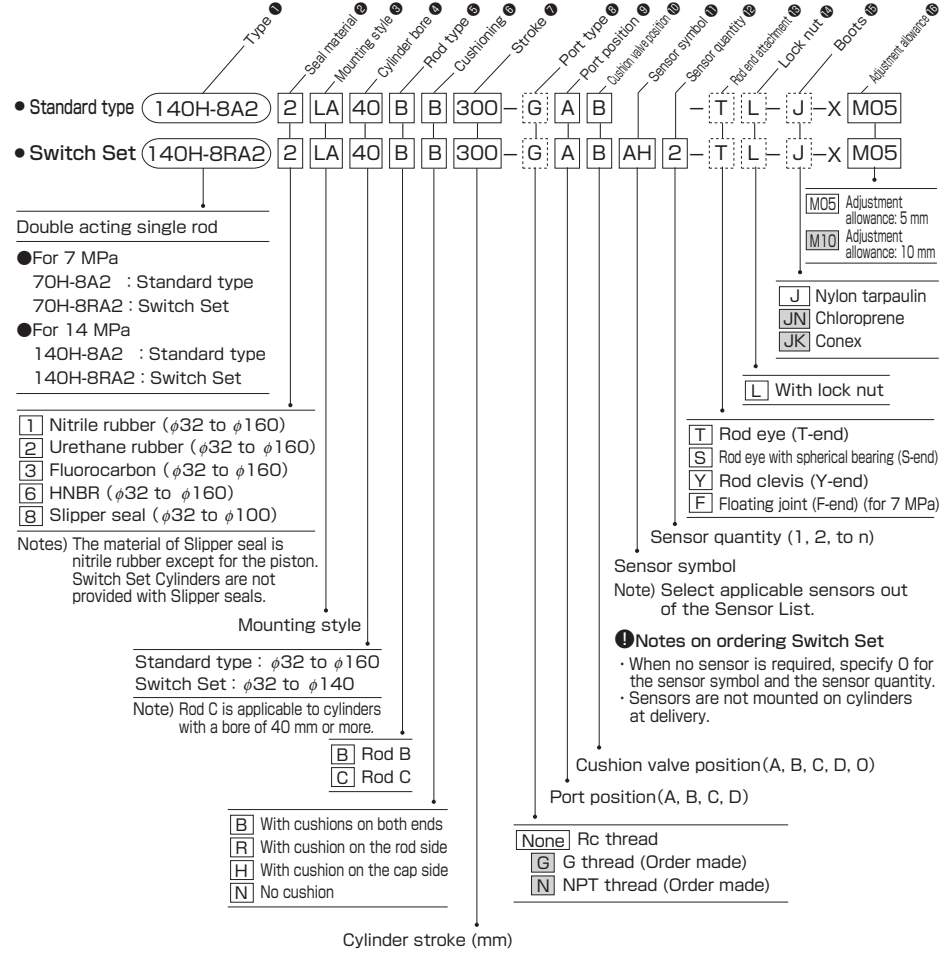 Type ❶
Seal material ❷
Mounting style ❸
Cylinder bore ❹
Rod type ❺
Cushioning ❻
Stroke ❼
Port type ❽
Port position ❾
Cushion valve position ❿
Sensor symbol ⓫
Sensor quantity ⓬
Rod end attachment ⓭
Lock nut ⓮
Boots ⓯
Adjustment allowance ⓰
● Standard type 140H-8A2 2 LA 40 B B 300 – G A B – T L – J – X M05
● Switch Set 140H-8RA2 2 LA 40 B B 300 – G A B AH 2 – T L – J – X M05
Double acting single rod
●For 7 MPa
70H-8A2 : Standard type
70H-8RA2 : Switch Set
●For 14 MPa
140H-8A2 : Standard type
140H-8RA2 : Switch Set
1 Nitrile rubber (φ32 to φ160)
2 Urethane rubber (φ32 to φ160)
3 Fluorocarbon (φ32 to φ160)
6 HNBR (φ32 to φ160)
8 Slipper seal (φ32 to φ100)
Notes) The material of Slipper seal is
nitrile rubber except for the piston.
Switch Set Cylinders are not
provided with Slipper seals.
Mounting style
Standard type : φ32 to φ160
Switch Set : φ32 to φ140
Note) Rod C is applicable to cylinders
with a bore of 40 mm or more.
B Rod B
C Rod C
B With cushions on both ends
R With cushion on the rod side
H With cushion on the cap side
N No cushion
Cylinder stroke (mm)
M05 Adjustment
allowance: 5 mm
M10 Adjustment
allowance: 10 mm
J Nylon tarpaulin
JN Chloroprene
JK Conex
L With lock nut
T Rod eye (T-end)
S Rod eye with spherical bearing (S-end)
Y Rod clevis (Y-end)
F Floating joint (F-end) (for 7 MPa)
Sensor quantity (1, 2, to n)
Sensor symbol
Note) Select applicable sensors out
of the Sensor List.
❗Notes on ordering Switch Set
・When no sensor is required, specify 0 for
the sensor symbol and the sensor quantity.
・Sensors are not mounted on cylinders
at delivery.
Cushion valve position(A, B, C, D, 0)
Port position(A, B, C, D)
None Rc thread
G G thread (Order made)
N NPT thread (Order made)